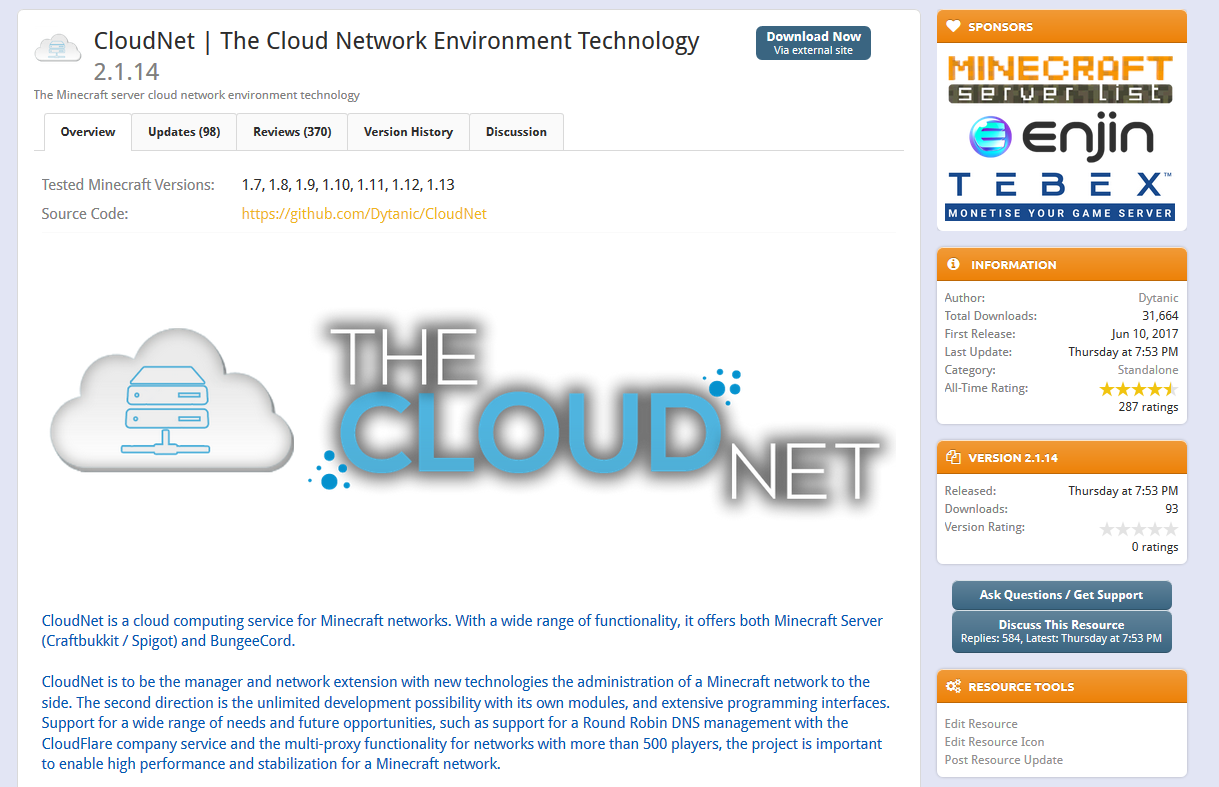 CloudNet | The Cloud Network Environment Technology
2.1.14
The Minecraft server cloud network environment technology
Download Now
Via external site
Overview
Updates (98)
Reviews (370)
Version History
Discussion
Tested Minecraft Versions: 1.7, 1.8, 1.9, 1.10, 1.11, 1.12, 1.13
Source Code: https://github.com/Dytanic/CloudNet
THE
CLOUD
NET
CloudNet is a cloud computing service for Minecraft networks. With a wide range of functionality, it offers both Minecraft Server
(Craftbukkit / Spigot) and BungeeCord.
CloudNet is to be the manager and network extension with new technologies the administration of a Minecraft network to the
side. The second direction is the unlimited development possibility with its own modules, and extensive programming interfaces.
Support for a wide range of needs and future opportunities, such as support for a Round Robin DNS management with the
CloudFlare company service and the multi-proxy functionality for networks with more than 500 players, the project is important
to enable high performance and stabilization for a Minecraft network.
SPONSORS
MINECRAFT
server list
enjin
TEBEX™
MONETISE YOUR GAME SERVER
INFORMATION
Author: Dytanic
Total Downloads: 31,664
First Release: Jun 10, 2017
Last Update: Thursday at 7:53 PM
Category: Standalone
All-Time Rating:
287 ratings
VERSION 2.1.14
Released: Thursday at 7:53 PM
Downloads: 93
Version Rating:
0 ratings
Ask Questions / Get Support
Discuss This Resource
Replies: 584, Latest: Thursday at 7:53 PM
RESOURCE TOOLS
Edit Resource
Edit Resource Icon
Post Resource Update